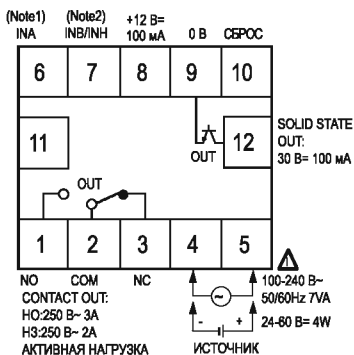 (Note1)
INA
(Note2)
INB/INH
+12 В=
100 мА
0 В
СБРОС
6
7
8
9
10
11
OUT
12
SOLID STATE
OUT:
30 В= 100 мА
OUT
1
2
3
4
5
NO
COM
NC
CONTACT OUT:
НО:250 В~ 3А
НЗ:250 В~ 2А
АКТИВНАЯ НАГРУЗКА
100-240 В~
50/60Hz 7VA
- +
24-60 В= 4W
ИСТОЧНИК